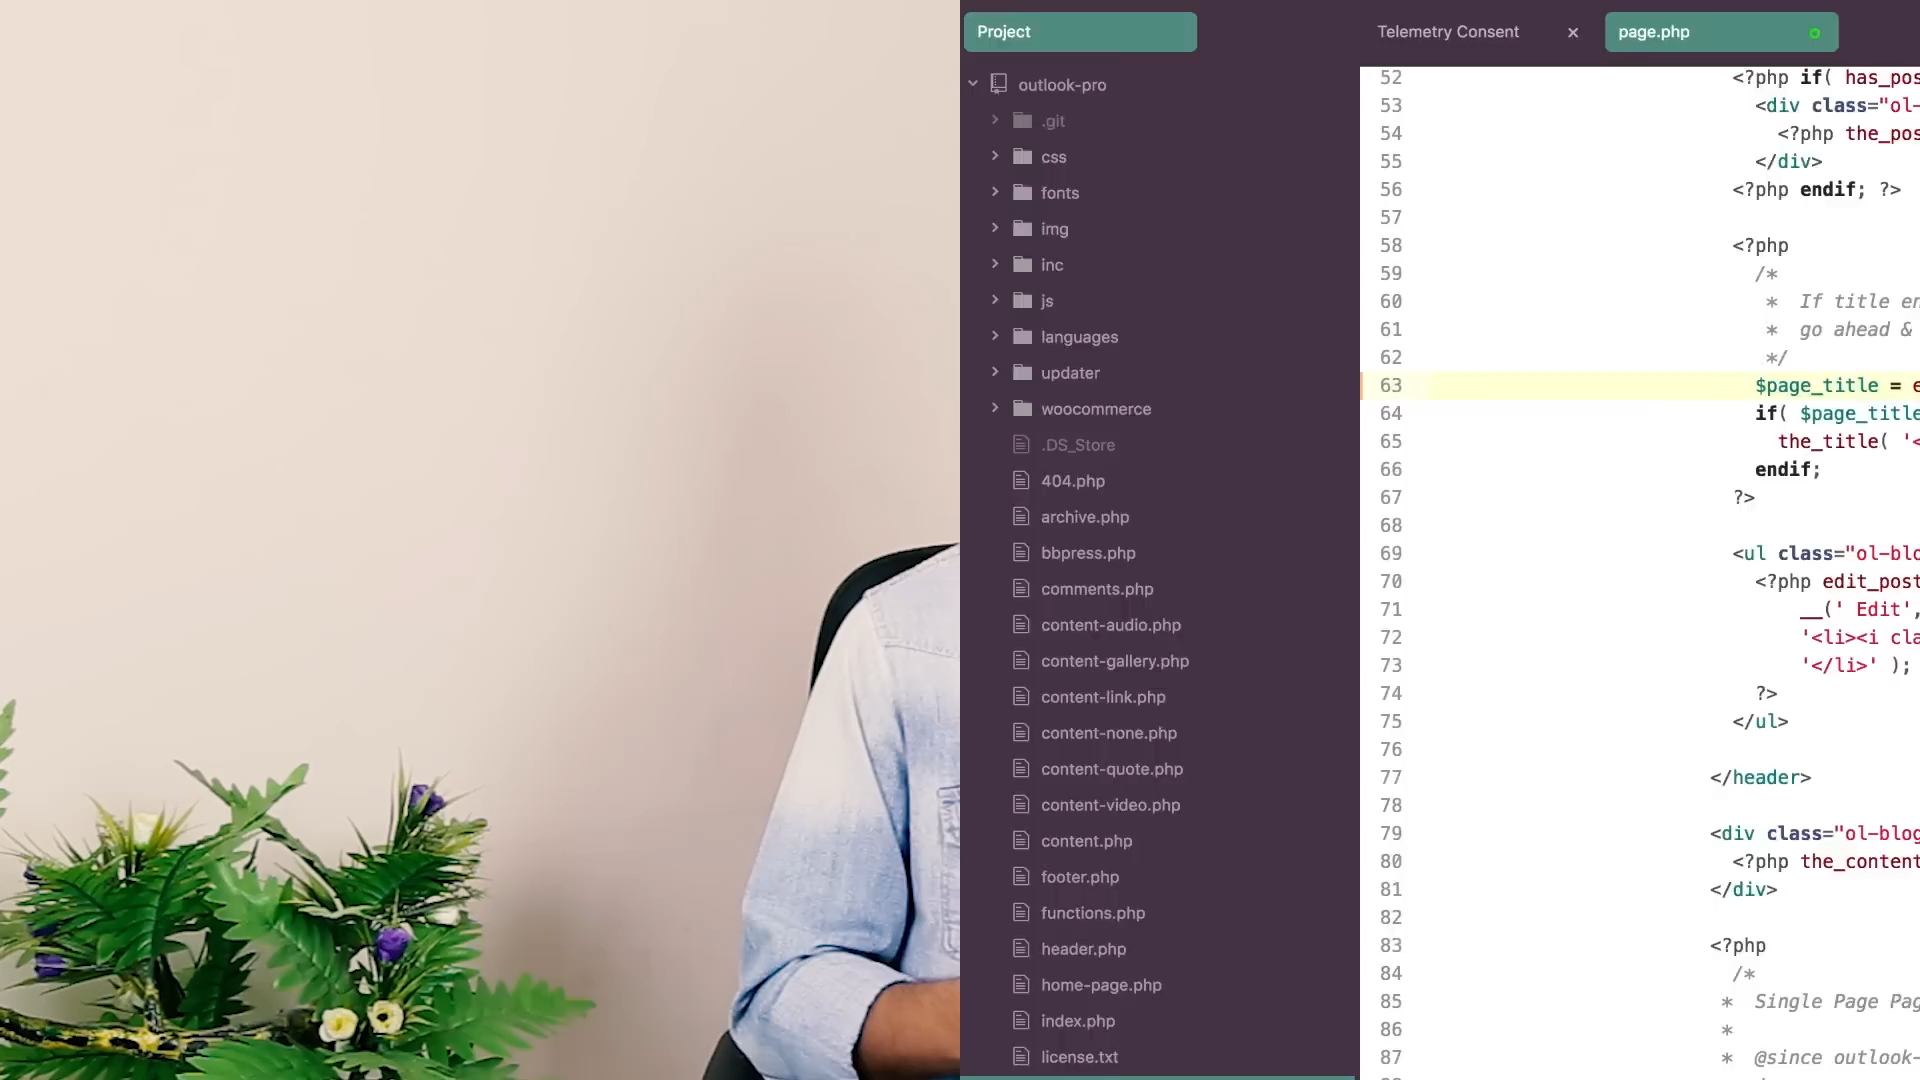 Project
outlook-pro
.git
css
fonts
img
inc
js
languages
updater
woocommerce
.DS_Store
404.php
archive.php
bbpress.php
comments.php
content-audio.php
content-gallery.php
content-link.php
content-none.php
content-quote.php
content-video.php
content.php
footer.php
functions.php
header.php
home-page.php
index.php
license.txt
Telemetry Consent
page.php
52 <?php if( has_pos
53 <div class="ol-
54 <?php the_pos
55 </div>
56 <?php endif; ?>
57
58 <?php
59 /*
60 * If title en
61 * go ahead &
62 */
63 $page_title = e
64 if( $page_title
65 the_title( '<
66 endif;
67 ?>
68
69 <ul class="ol-blo
70 <?php edit_post
71 __(' Edit',
72 '<li><i cla
73 '</li>' );
74 ?>
75 </ul>
76
77 </header>
78
79 <div class="ol-blog
80 <?php the_content
81 </div>
82
83 <?php
84 /*
85 * Single Page Pag
86 *
87 * @since outlook-